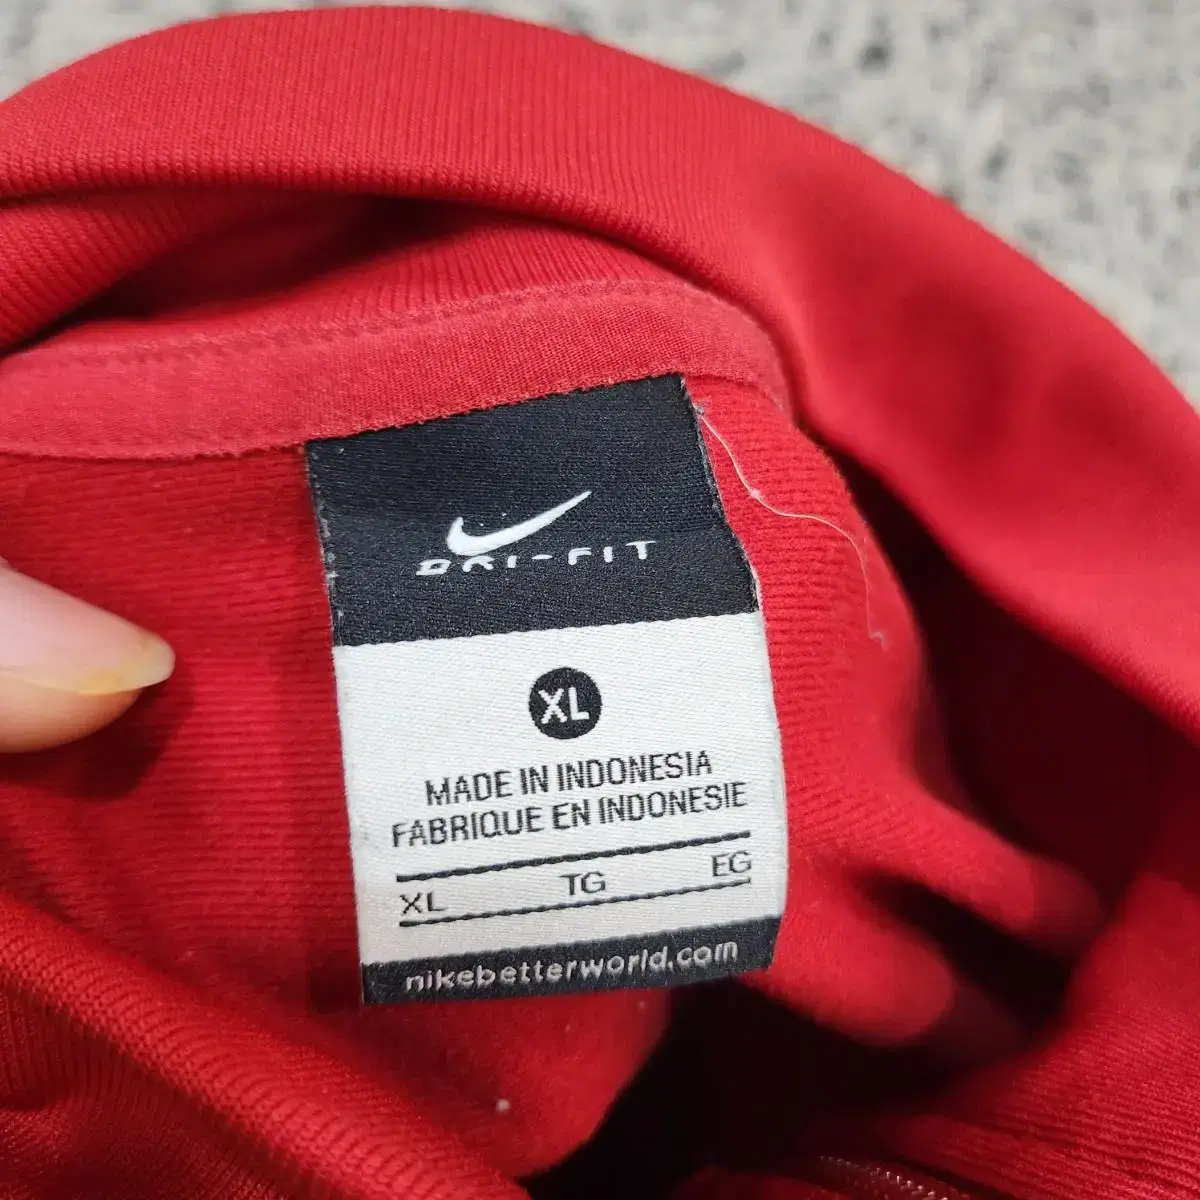 DRI-FIT
XL
MADE IN INDONESIA
FABRIQUE EN INDONESIE
XL TG EG
nikebetterworld.com